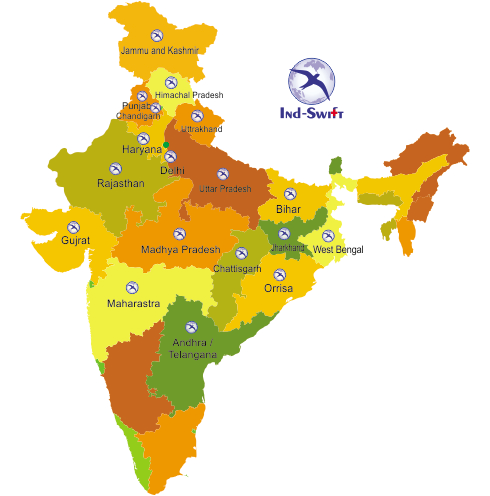 Jammu and Kashmir
Ind-Swift
Himachal Pradesh
Punjab
Chandigarh
Uttrakhand
Haryana
Delhi
Rajasthan
Uttar Pradesh
Bihar
Gujrat
Madhya Pradesh
Jharkhand
West Bengal
Chattisgarh
Orrisa
Maharastra
Andhra /
Telangana